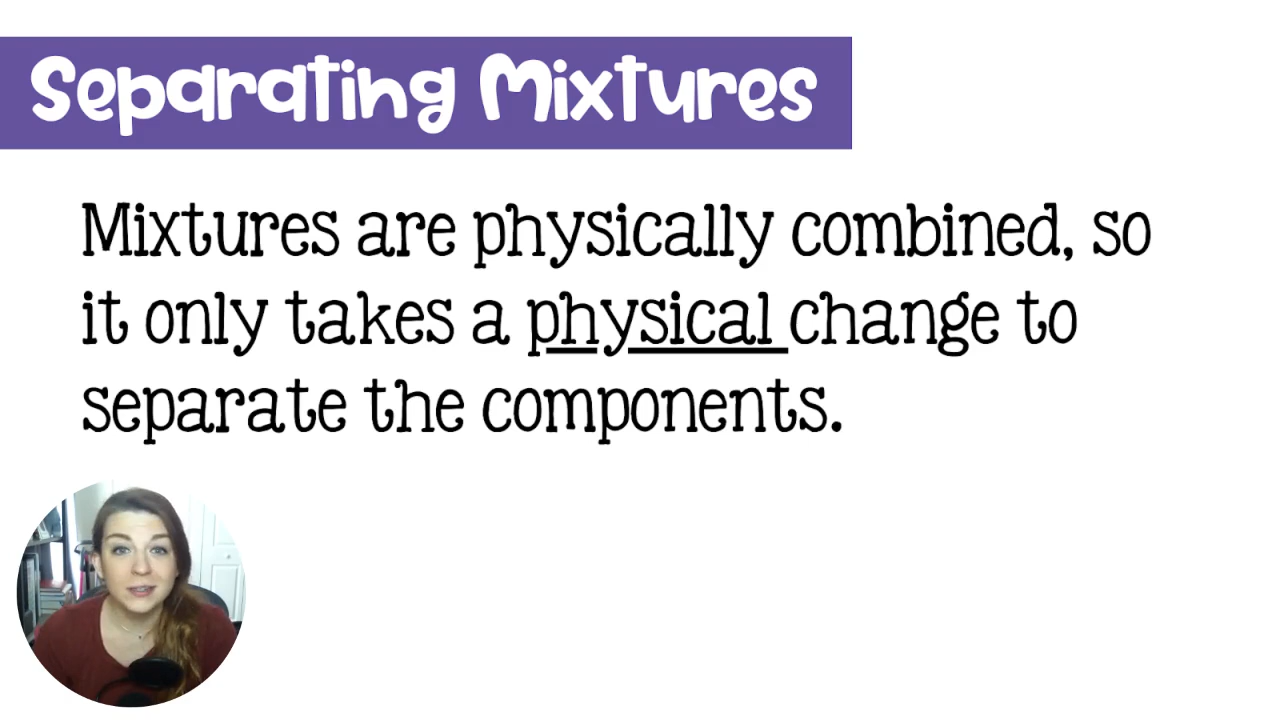 Separating Mixtures
Mixtures are physically combined, so
it only takes a physical change to
separate the components.